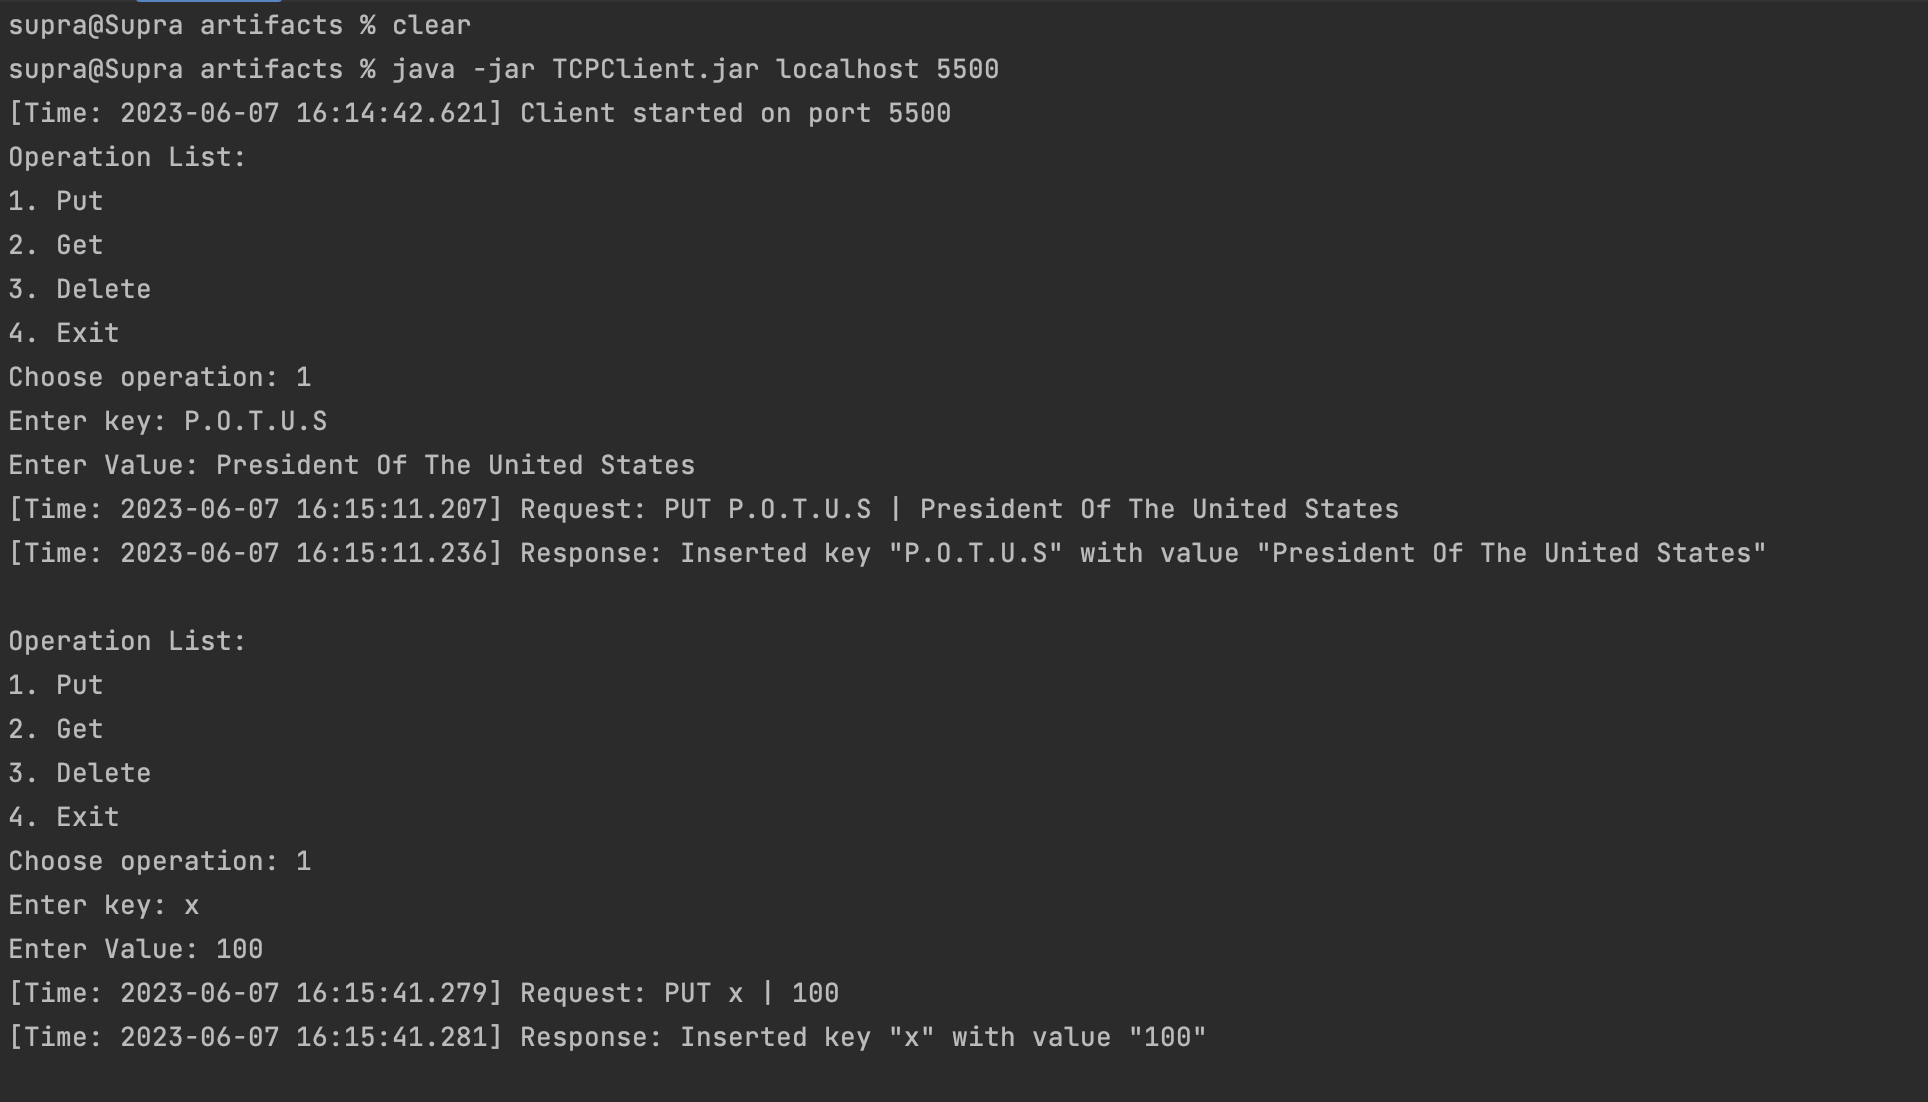 supra@Supra artifacts % clear
supra@Supra artifacts % java -jar TCPClient.jar localhost 5500
[Time: 2023-06-07 16:14:42.621] Client started on port 5500
Operation List:
1. Put
2. Get
3. Delete
4. Exit
Choose operation: 1
Enter key: P.O.T.U.S
Enter Value: President Of The United States
[Time: 2023-06-07 16:15:11.207] Request: PUT P.O.T.U.S | President Of The United States
[Time: 2023-06-07 16:15:11.236] Response: Inserted key "P.O.T.U.S" with value "President Of The United States"

Operation List:
1. Put
2. Get
3. Delete
4. Exit
Choose operation: 1
Enter key: x
Enter Value: 100
[Time: 2023-06-07 16:15:41.279] Request: PUT x | 100
[Time: 2023-06-07 16:15:41.281] Response: Inserted key "x" with value "100"